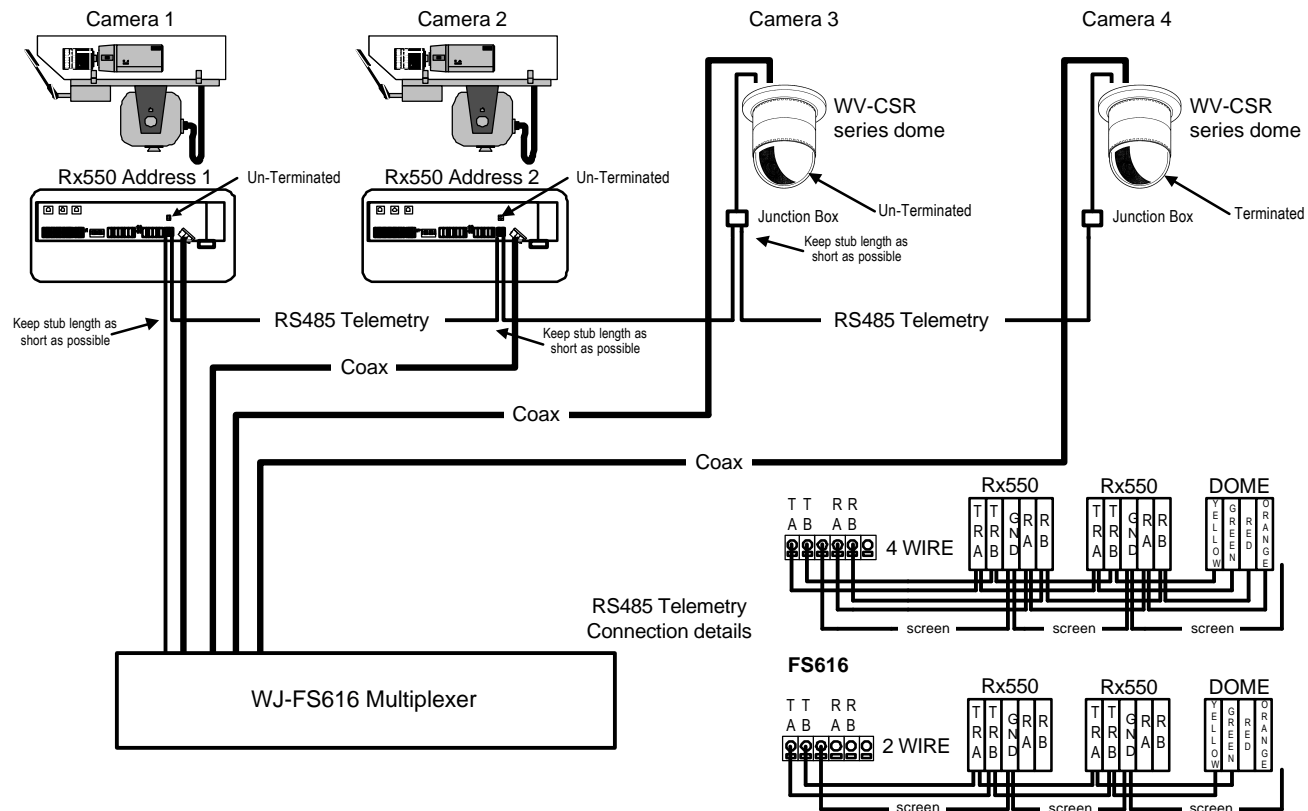 Camera 1
Camera 2
Camera 3
Camera 4
WV-CSR
series dome
WV-CSR
series dome
Rx550 Address 1
Un-Terminated
Rx550 Address 2
Un-Terminated
Junction Box
Un-Terminated
Junction Box
Terminated
Keep stub length as
short as possible
Keep stub length as
short as possible
RS485 Telemetry
Keep stub length as
short as possible
RS485 Telemetry
Coax
Coax
Coax
WJ-FS616 Multiplexer
RS485 Telemetry
Connection details
Rx550
Rx550
DOME
T T R R
A B A B
4 WIRE
TRA TRB GND RA RB
TRA TRB GND RA RB
YELLOW GREEN RED ORANGE
screen
screen
screen
FS616
Rx550
Rx550
DOME
T T R R
A B A B
2 WIRE
TRA TRB GND RA RB
TRA TRB GND RA RB
YELLOW GREEN RED ORANGE
screen
screen
screen